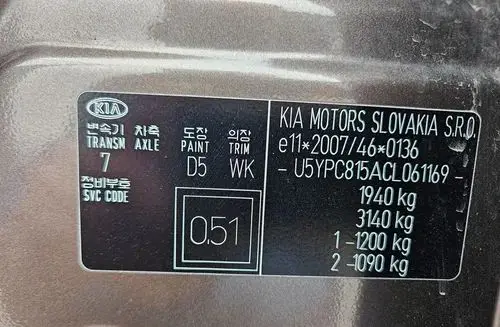 KIA
변속기 차축 도장 의장
TRANSM AXLE PAINT TRIM
7 D5 WK
정비부호
SVC CODE
0.51
KIA MOTORS SLOVAKIA S.R.O.
e11*2007/46*0136
- U5YPC815ACL061169 -
1940 kg
3140 kg
1 -1200 kg
2 -1090 kg